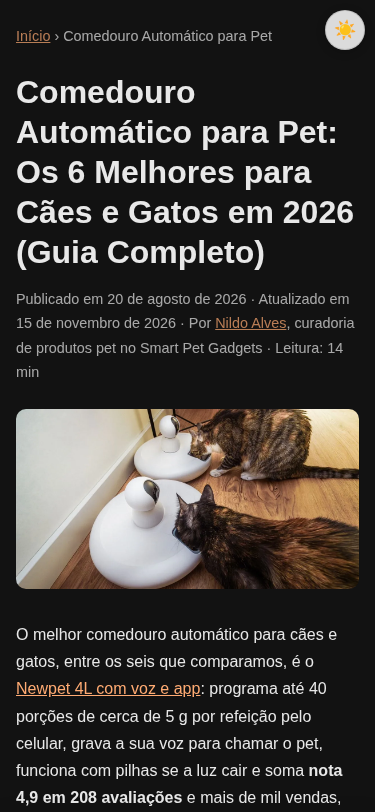 Início › Comedouro Automático para Pet
Comedouro
Automático para Pet:
Os 6 Melhores para
Cães e Gatos em 2026
(Guia Completo)
Publicado em 20 de agosto de 2026 · Atualizado em
15 de novembro de 2026 · Por Nildo Alves, curadoria
de produtos pet no Smart Pet Gadgets · Leitura: 14
min
O melhor comedouro automático para cães e
gatos, entre os seis que comparamos, é o
Newpet 4L com voz e app: programa até 40
porções de cerca de 5 g por refeição pelo
celular, grava a sua voz para chamar o pet,
funciona com pilhas se a luz cair e soma nota
4,9 em 208 avaliações e mais de mil vendas,